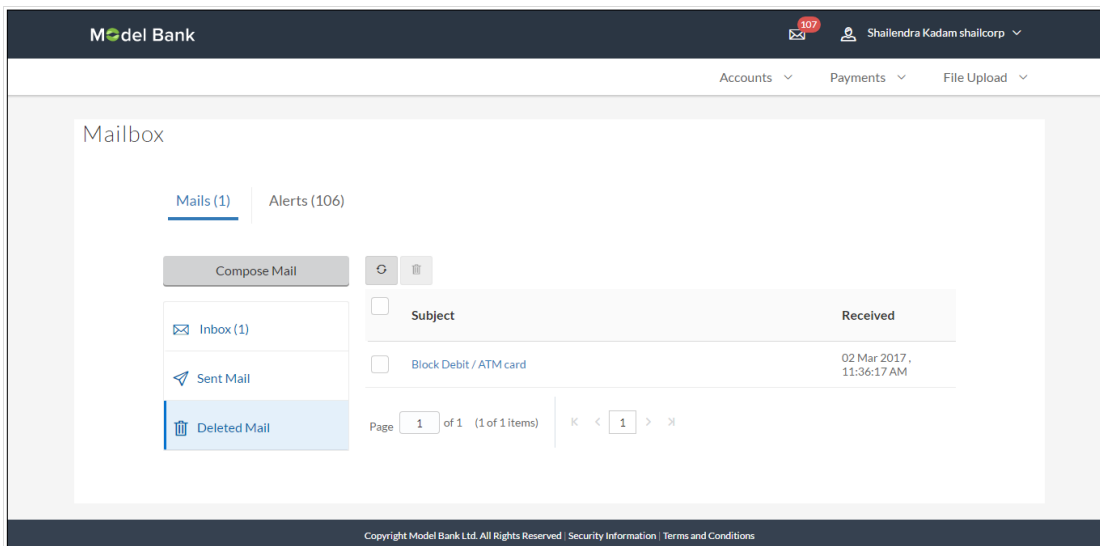 Model Bank
107
Shailendra Kadam shailcorp
Accounts Payments File Upload
Mailbox
Mails (1) Alerts (106)
Compose Mail
Subject Received
Inbox (1)
Block Debit / ATM card 02 Mar 2017 ,
11:36:17 AM
Sent Mail
Deleted Mail
Page 1 of 1 (1 of 1 items) K < 1 > X
Copyright Model Bank Ltd. All Rights Reserved | Security Information | Terms and Conditions